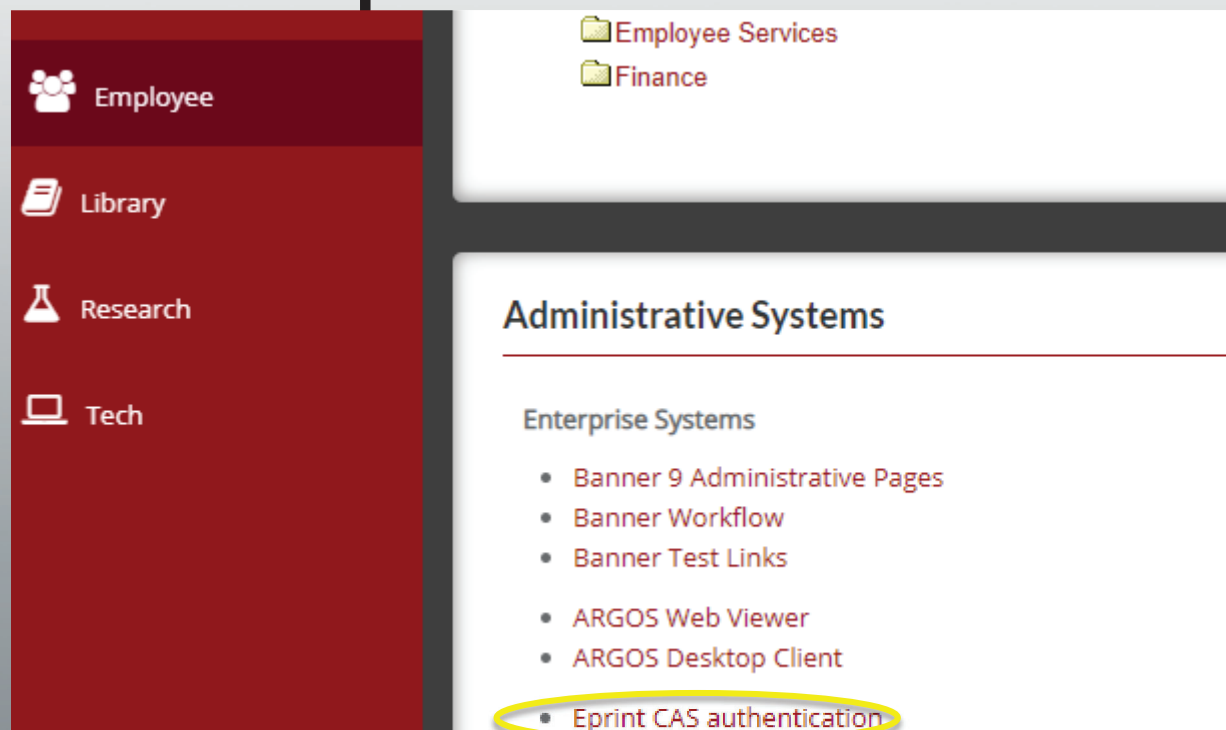 Employee
Library
Research
Tech
Employee Services
Finance
Administrative Systems
Enterprise Systems
Banner 9 Administrative Pages
Banner Workflow
Banner Test Links
ARGOS Web Viewer
ARGOS Desktop Client
Eprint CAS authentication